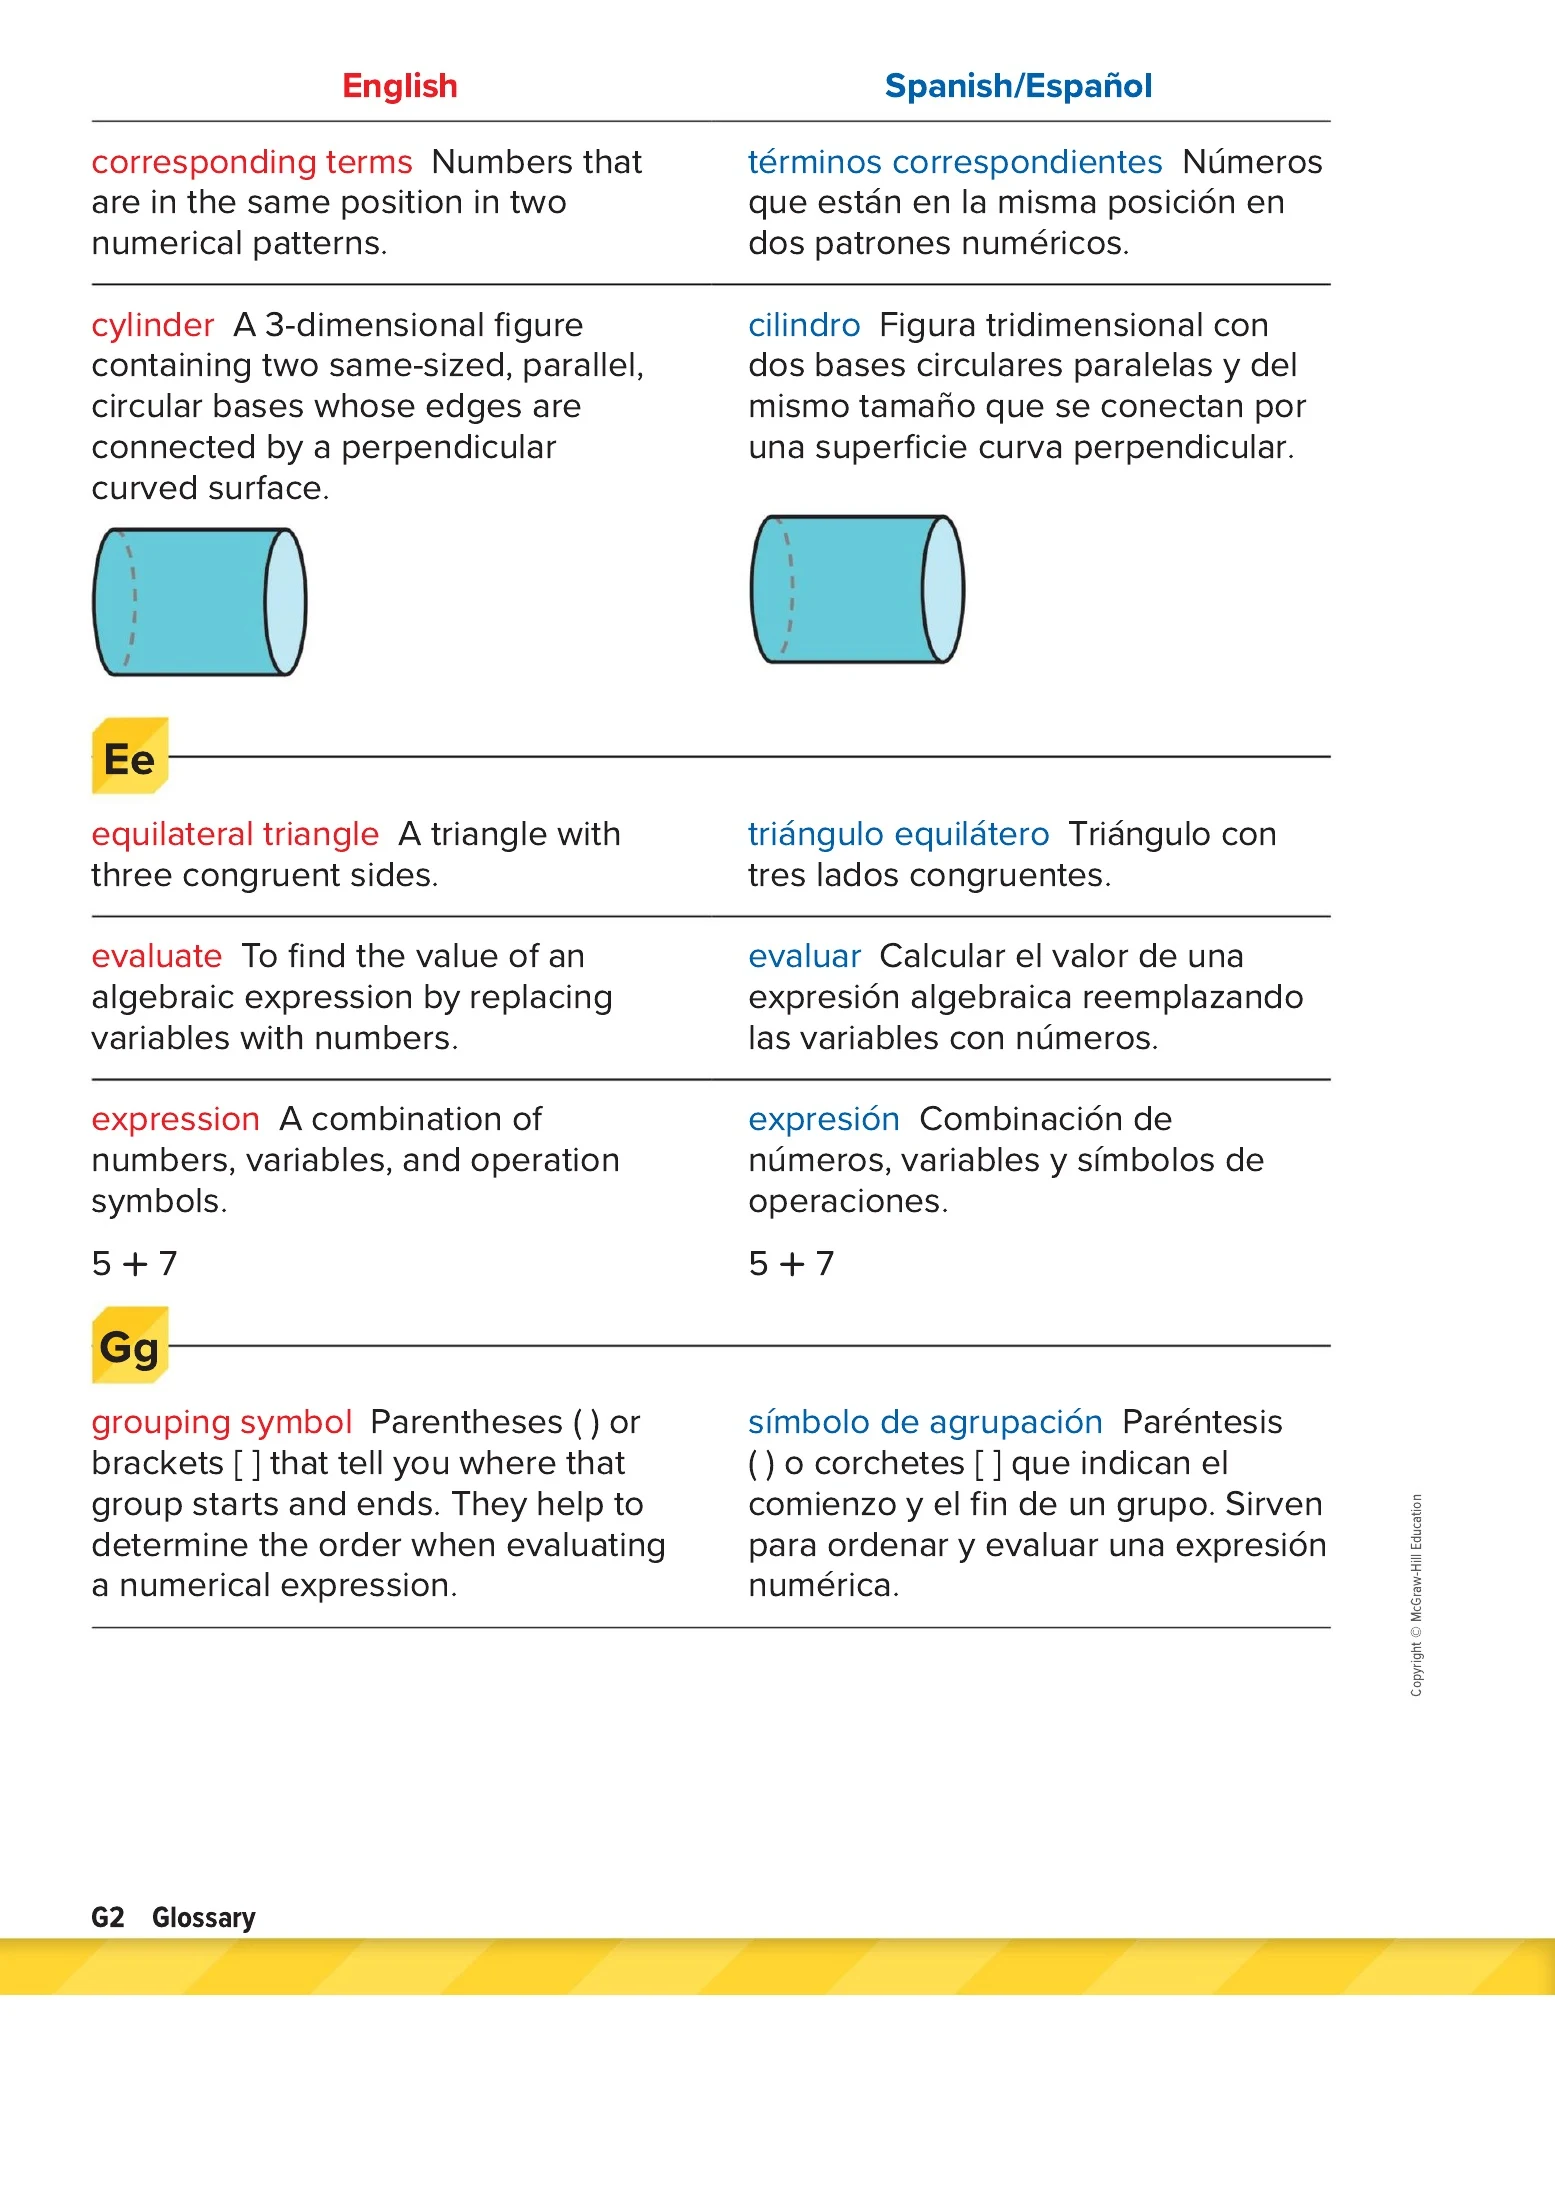 English
Spanish/Español
corresponding terms Numbers that
are in the same position in two
numerical patterns.
términos correspondientes Números
que están en la misma posición en
dos patrones numéricos.
cylinder A 3-dimensional figure
containing two same-sized, parallel,
circular bases whose edges are
connected by a perpendicular
curved surface.
cilindro Figura tridimensional con
dos bases circulares paralelas y del
mismo tamaño que se conectan por
una superficie curva perpendicular.
Ee
equilateral triangle A triangle with
three congruent sides.
triángulo equilátero Triángulo con
tres lados congruentes.
evaluate To find the value of an
algebraic expression by replacing
variables with numbers.
evaluar Calcular el valor de una
expresión algebraica reemplazando
las variables con números.
expression A combination of
numbers, variables, and operation
symbols.
5 + 7
expresión Combinación de
números, variables y símbolos de
operaciones.
5 + 7
Gg
grouping symbol Parentheses ( ) or
brackets [ ] that tell you where that
group starts and ends. They help to
determine the order when evaluating
a numerical expression.
símbolo de agrupación Paréntesis
( ) o corchetes [ ] que indican el
comienzo y el fin de un grupo. Sirven
para ordenar y evaluar una expresión
numérica.
Copyright © McGraw-Hill Education
G2 Glossary